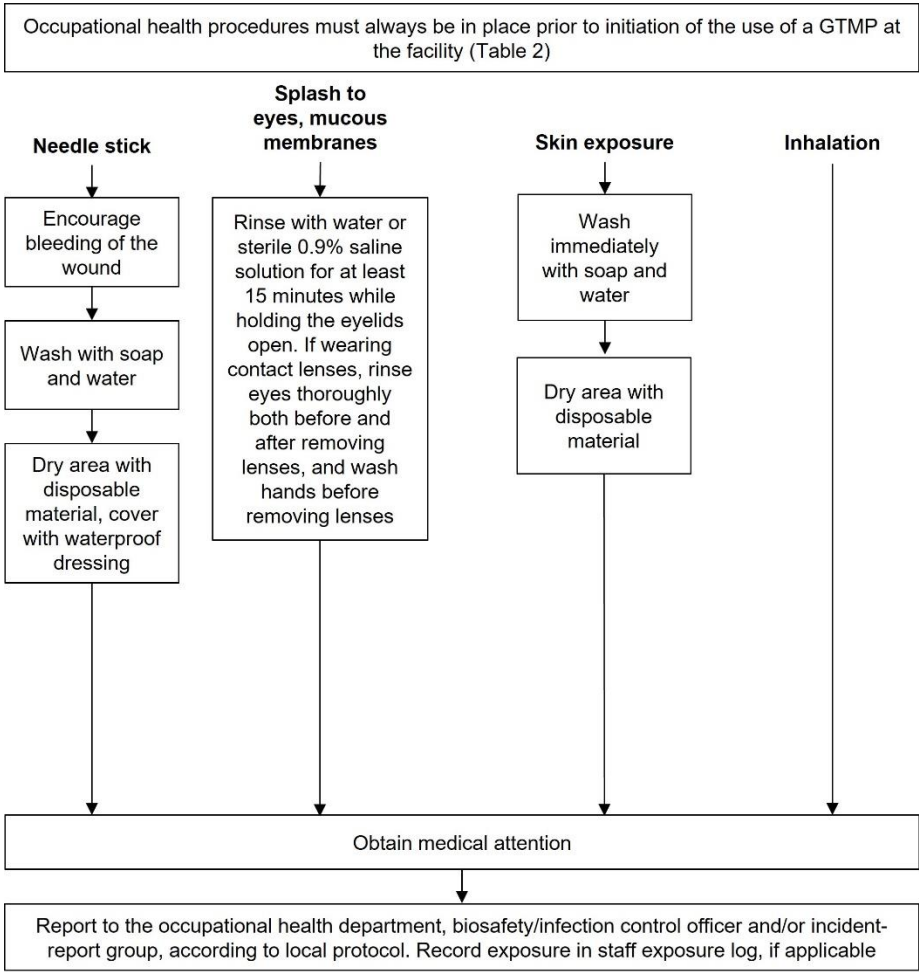 Occupational health procedures must always be in place prior to initiation of the use of a GTMP at
the facility (Table 2)
Needle stick
Encourage
bleeding of the
wound
Wash with soap
and water
Dry area with
disposable
material, cover
with waterproof
dressing
Splash to
eyes, mucous
membranes
Rinse with water or
sterile 0.9% saline
solution for at least
15 minutes while
holding the eyelids
open. If wearing
contact lenses, rinse
eyes thoroughly
both before and
after removing
lenses, and wash
hands before
removing lenses
Skin exposure
Wash
immediately
with soap and
water
Dry area with
disposable
material
Inhalation
Obtain medical attention
Report to the occupational health department, biosafety/infection control officer and/or incident-
report group, according to local protocol. Record exposure in staff exposure log, if applicable